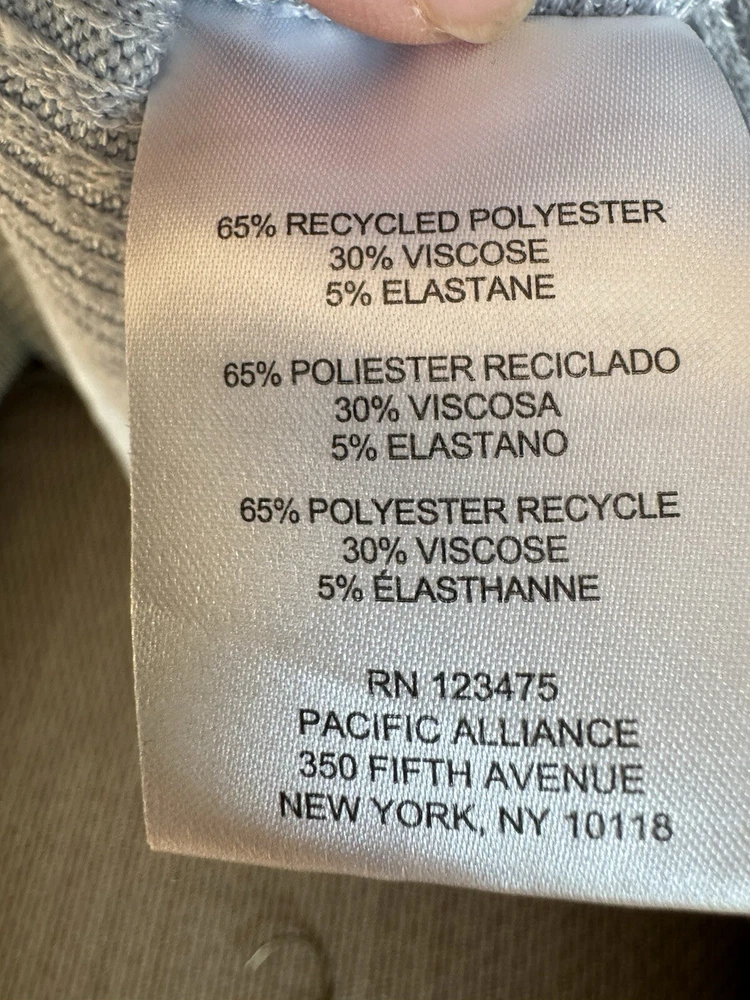 65% RECYCLED POLYESTER
30% VISCOSE
5% ELASTANE
65% POLIESTER RECICLADO
30% VISCOSA
5% ELASTANO
65% POLYESTER RECYCLE
30% VISCOSE
5% ÉLASTHANNE
RN 123475
PACIFIC ALLIANCE
350 FIFTH AVENUE
NEW YORK, NY 10118